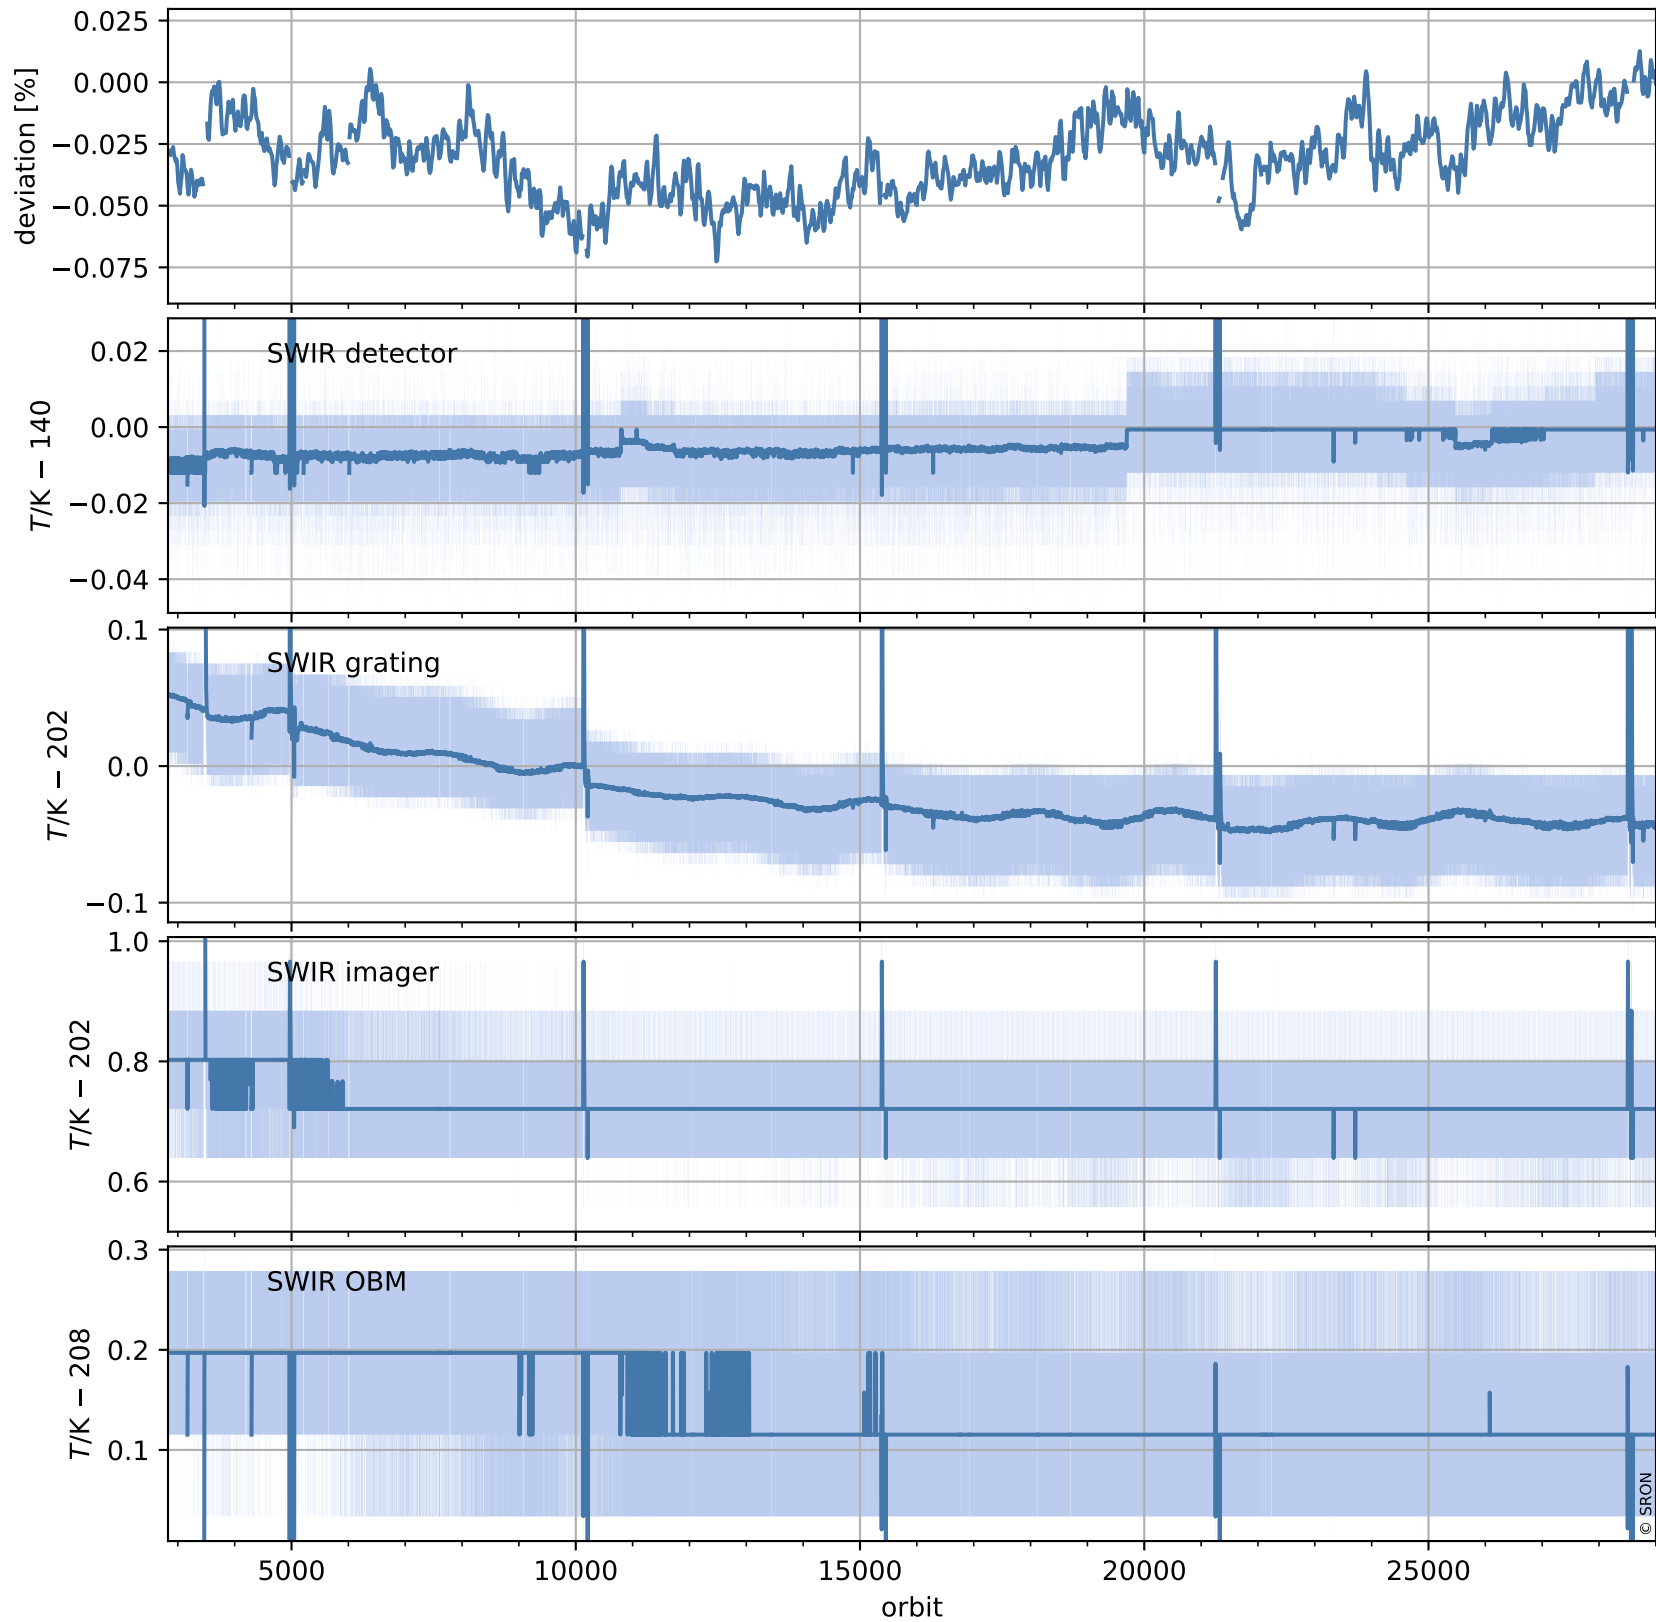 0.025
0.000
−0.025
−0.050
−0.075
deviation [%]
SWIR detector
0.02
0.00
−0.02
−0.04
T/K − 140
SWIR grating
0.1
0.0
−0.1
T/K − 202
SWIR imager
1.0
0.8
0.6
T/K − 202
SWIR OBM
0.3
0.2
0.1
T/K − 208
© SRON
5000 10000 15000 20000 25000
orbit